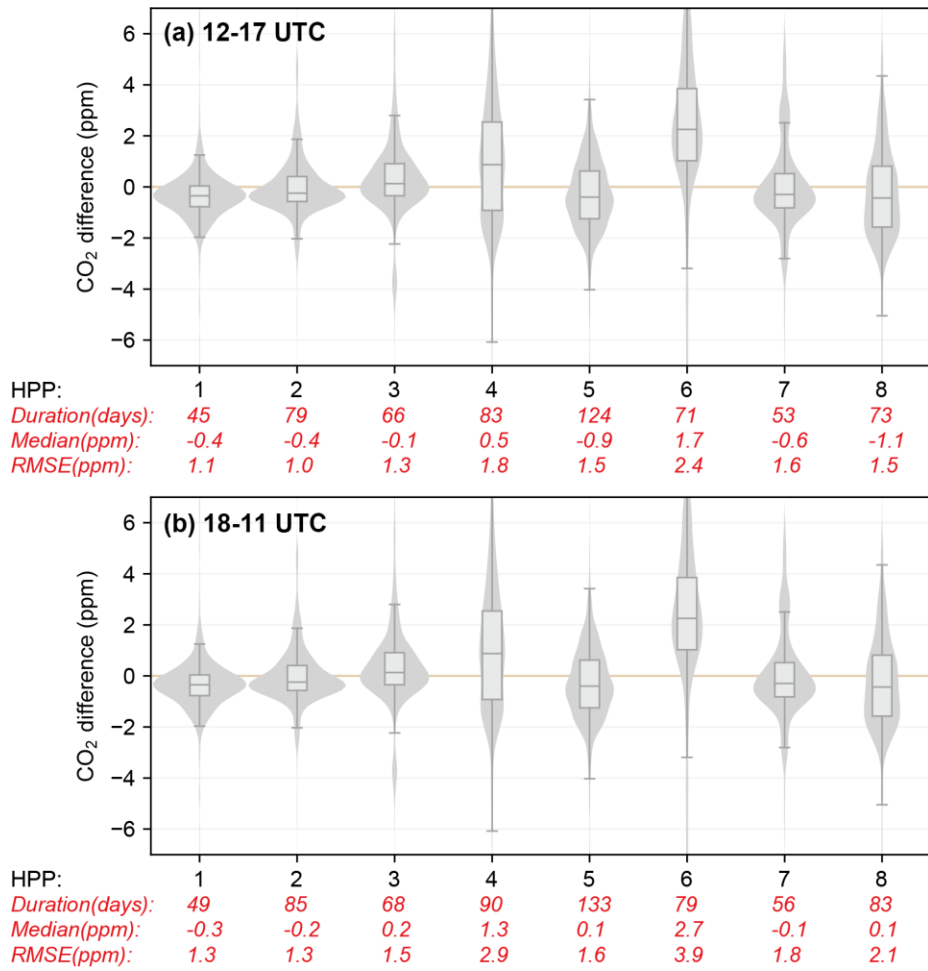 (a) 12-17 UTC
CO₂ difference (ppm)
6
4
2
0
−2
−4
−6
HPP: 1 2 3 4 5 6 7 8
Duration(days): 45 79 66 83 124 71 53 73
Median(ppm): -0.4 -0.4 -0.1 0.5 -0.9 1.7 -0.6 -1.1
RMSE(ppm): 1.1 1.0 1.3 1.8 1.5 2.4 1.6 1.5
(b) 18-11 UTC
CO₂ difference (ppm)
6
4
2
0
−2
−4
−6
HPP: 1 2 3 4 5 6 7 8
Duration(days): 49 85 68 90 133 79 56 83
Median(ppm): -0.3 -0.2 0.2 1.3 0.1 2.7 -0.1 0.1
RMSE(ppm): 1.3 1.3 1.5 2.9 1.6 3.9 1.8 2.1